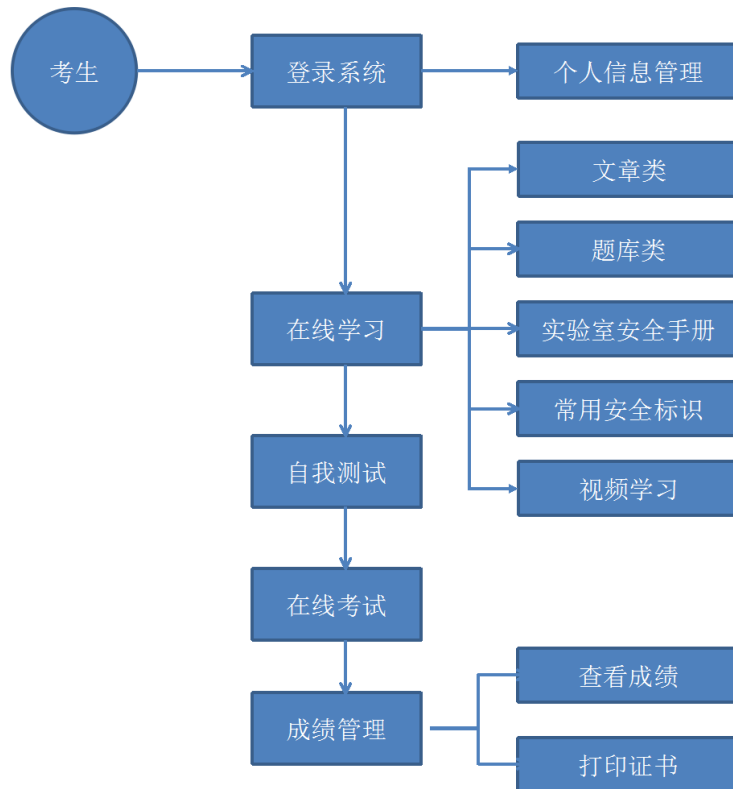 考生
登录系统
个人信息管理
文章类
题库类
在线学习
实验室安全手册
常用安全标识
自我测试
视频学习
在线考试
查看成绩
成绩管理
打印证书